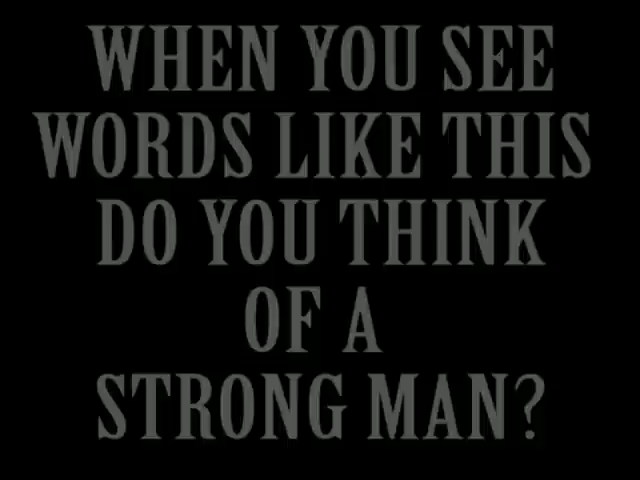 WHEN YOU SEE
WORDS LIKE THIS
DO YOU THINK
OF A
STRONG MAN?